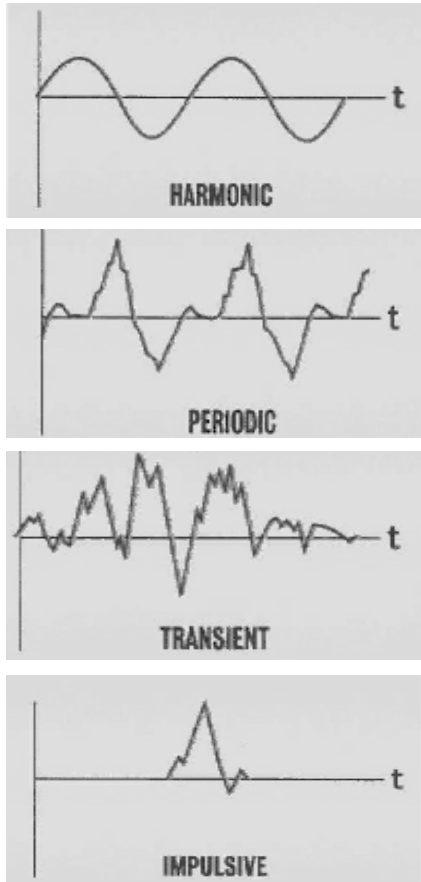 t
HARMONIC
t
PERIODIC
t
TRANSIENT
t
IMPULSIVE